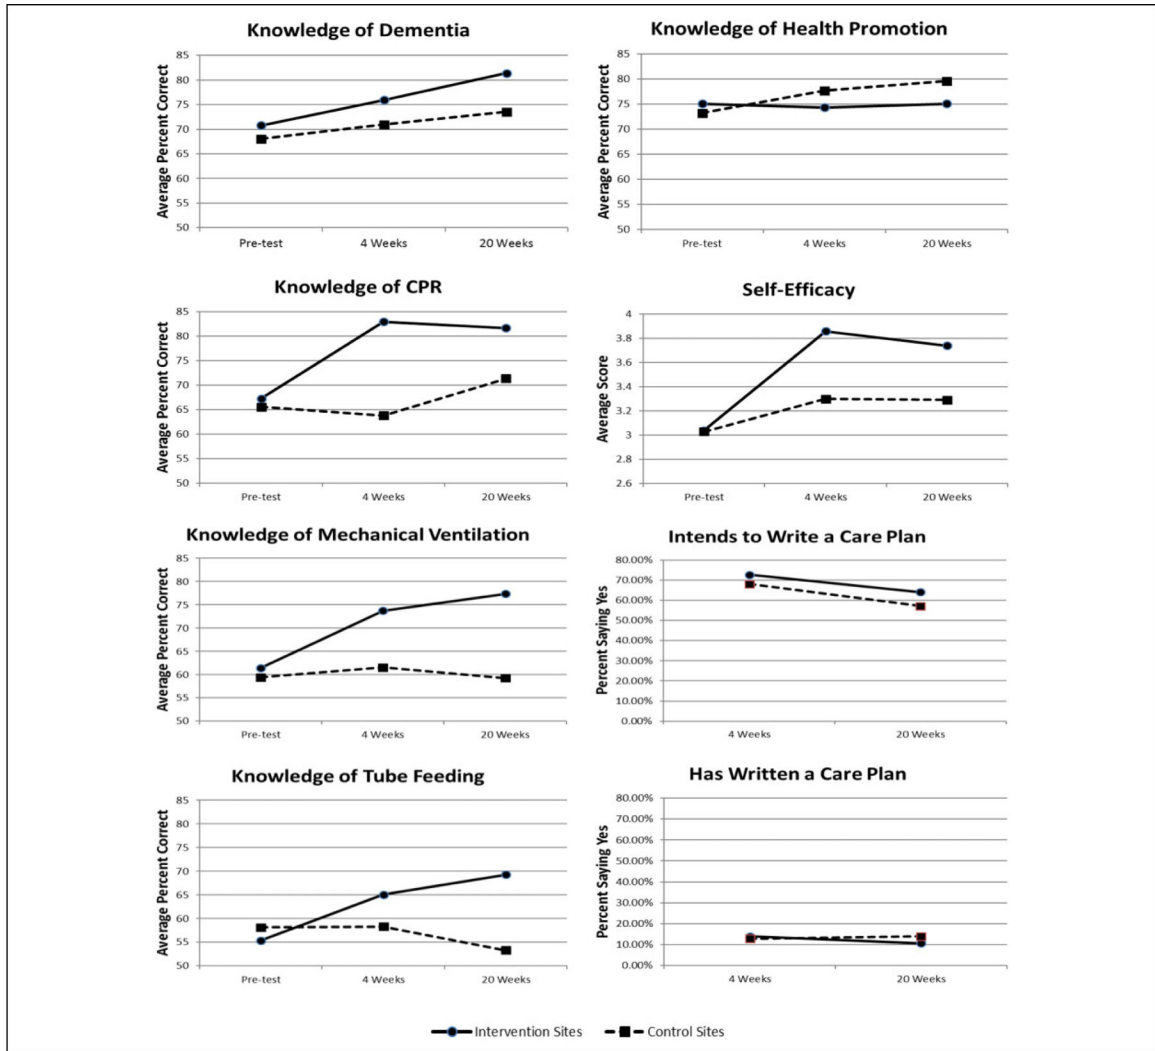 Knowledge of Dementia
Average Percent Correct
85
80
75
70
65
60
55
50
Pre-test 4 Weeks 20 Weeks
Knowledge of Health Promotion
Average Percent Correct
85
80
75
70
65
60
55
50
Pre-test 4 Weeks 20 Weeks
Knowledge of CPR
Average Percent Correct
85
80
75
70
65
60
55
50
Pre-test 4 Weeks 20 Weeks
Self-Efficacy
Average Score
4
3.8
3.6
3.4
3.2
3
2.8
2.6
Pre-test 4 Weeks 20 Weeks
Knowledge of Mechanical Ventilation
Average Percent Correct
85
80
75
70
65
60
55
50
Pre-test 4 Weeks 20 Weeks
Intends to Write a Care Plan
Percent Saying Yes
80.00%
70.00%
60.00%
50.00%
40.00%
30.00%
20.00%
10.00%
0.00%
4 Weeks 20 Weeks
Knowledge of Tube Feeding
Average Percent Correct
85
80
75
70
65
60
55
50
Pre-test 4 Weeks 20 Weeks
Has Written a Care Plan
Percent Saying Yes
80.00%
70.00%
60.00%
50.00%
40.00%
30.00%
20.00%
10.00%
0.00%
4 Weeks 20 Weeks
Intervention Sites Control Sites